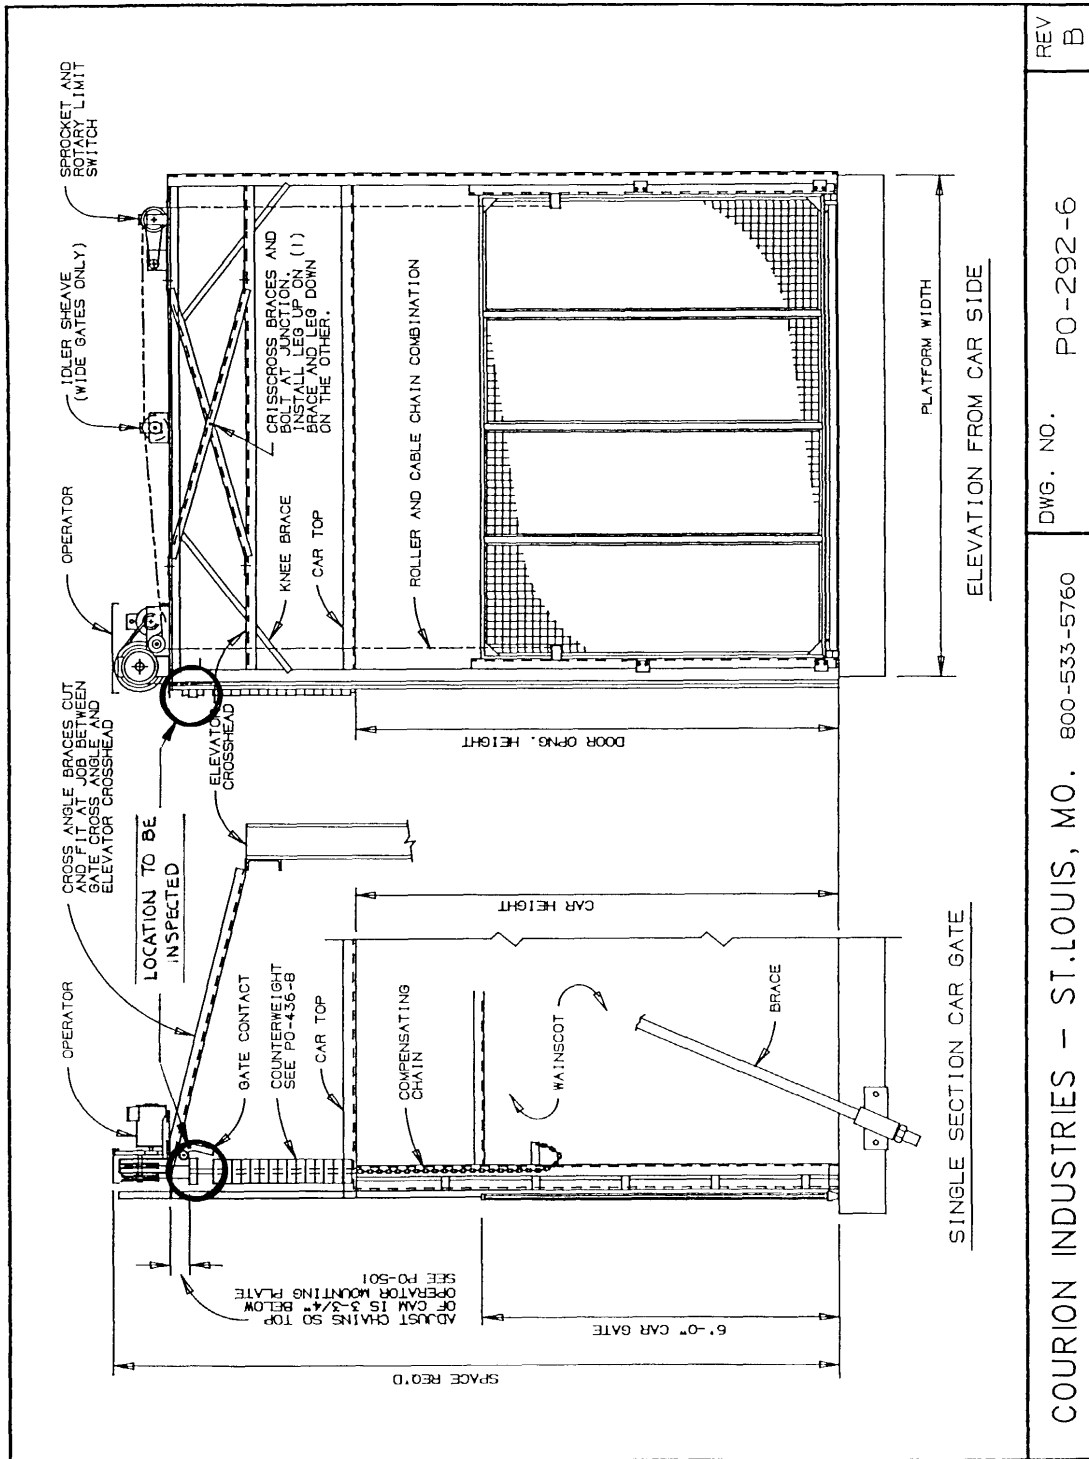 OPERATOR
CROSS ANGLE BRACES CUT
AND FIT AT JOB BETWEEN
GATE CROSS ANGLE AND
ELEVATOR CROSSHEAD
LOCATION TO BE
INSPECTED
ELEVATOR
CROSSHEAD
GATE CONTACT
COUNTERWEIGHT
SEE PO-436-B
CAR TOP
COMPENSATING
CHAIN
WAINSCOT
BRACE
ADJUST CHAINS SO TOP
OF CAM IS 3-3/4" BELOW
OPERATOR MOUNTING PLATE
SEE PO-501
6'-0" CAR GATE
SPACE REQ'D
CAR HEIGHT
SINGLE SECTION CAR GATE
OPERATOR
IDLER SHEAVE
(WIDE GATES ONLY)
SPROCKET AND
ROTARY LIMIT
SWITCH
CRISSCROSS BRACES AND
BOLT AT JUNCTION.
INSTALL LEG UP ON (1)
BRACE AND LEG DOWN
ON THE OTHER.
KNEE BRACE
CAR TOP
ROLLER AND CABLE CHAIN COMBINATION
DOOR OPNG. HEIGHT
PLATFORM WIDTH
ELEVATION FROM CAR SIDE
COURION INDUSTRIES - ST.LOUIS, MO. 800-533-5760
DWG. NO. PO-292-6
REV
B